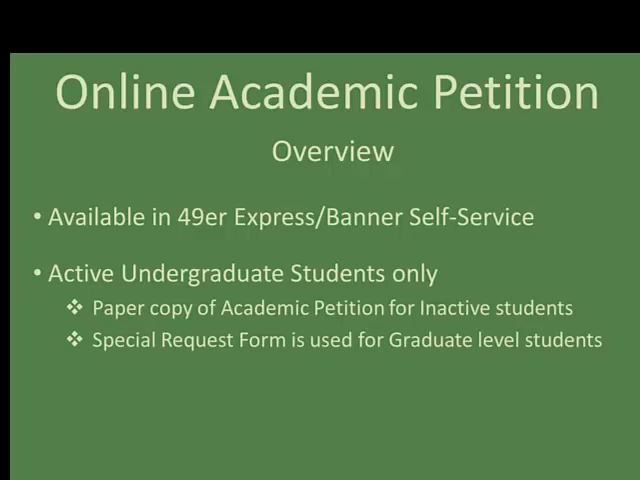 Online Academic Petition
Overview
• Available in 49er Express/Banner Self-Service
• Active Undergraduate Students only
❖ Paper copy of Academic Petition for Inactive students
❖ Special Request Form is used for Graduate level students